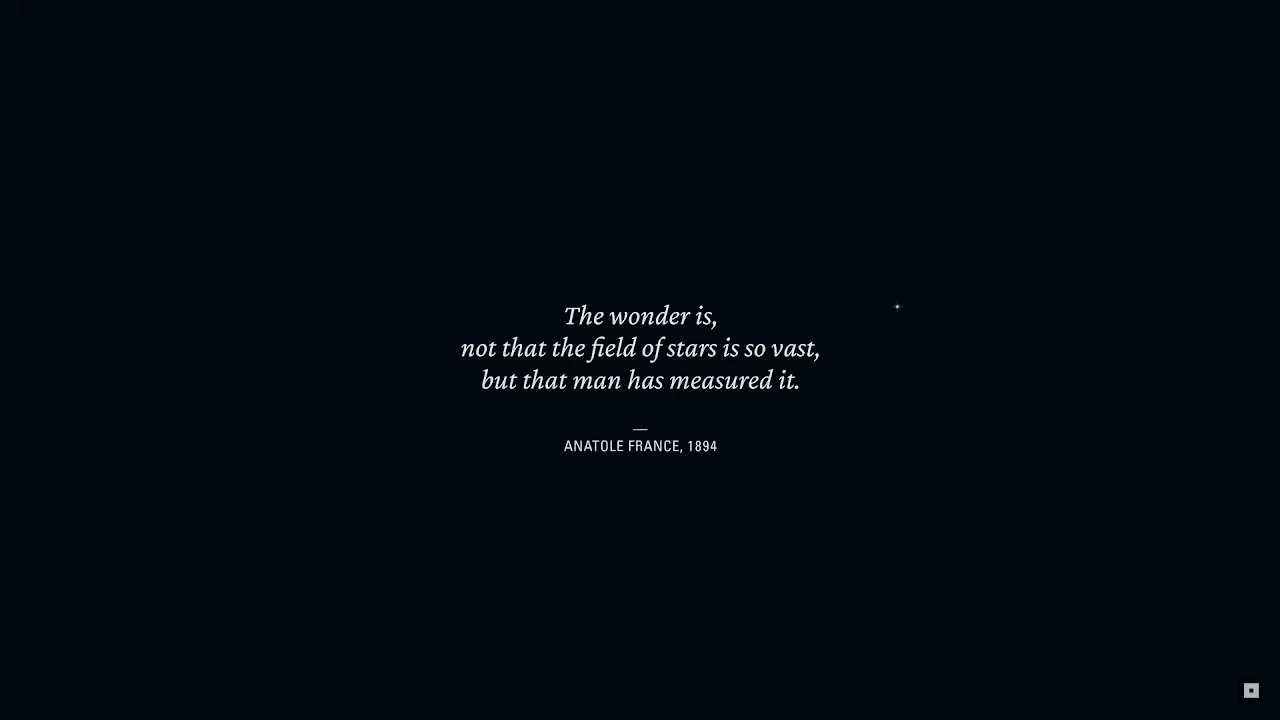 The wonder is,
not that the field of stars is so vast,
but that man has measured it.
—
ANATOLE FRANCE, 1894